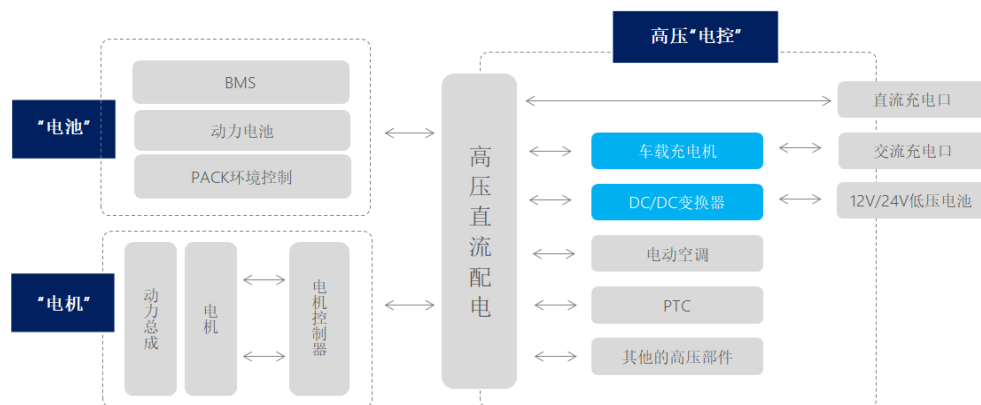 高压“电控”
“电池”
BMS
动力电池
PACK环境控制
“电机”
动力总成
电机
电机控制器
高压直流配电
直流充电口
车载充电机
交流充电口
DC/DC变换器
12V/24V低压电池
电动空调
PTC
其他的高压部件